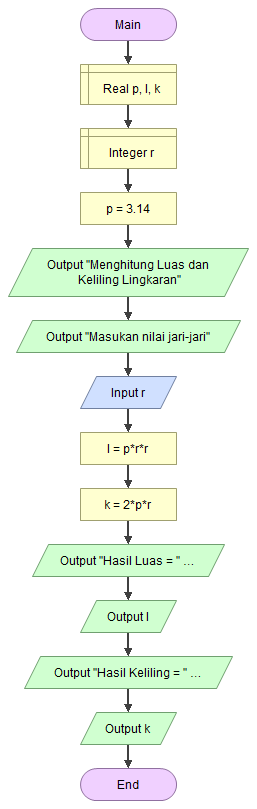 Main
Real p, l, k
Integer r
p = 3.14
Output "Menghitung Luas dan
Keliling Lingkaran"
Output "Masukan nilai jari-jari"
Input r
l = p*r*r
k = 2*p*r
Output "Hasil Luas = " ...
Output l
Output "Hasil Keliling = " ...
Output k
End